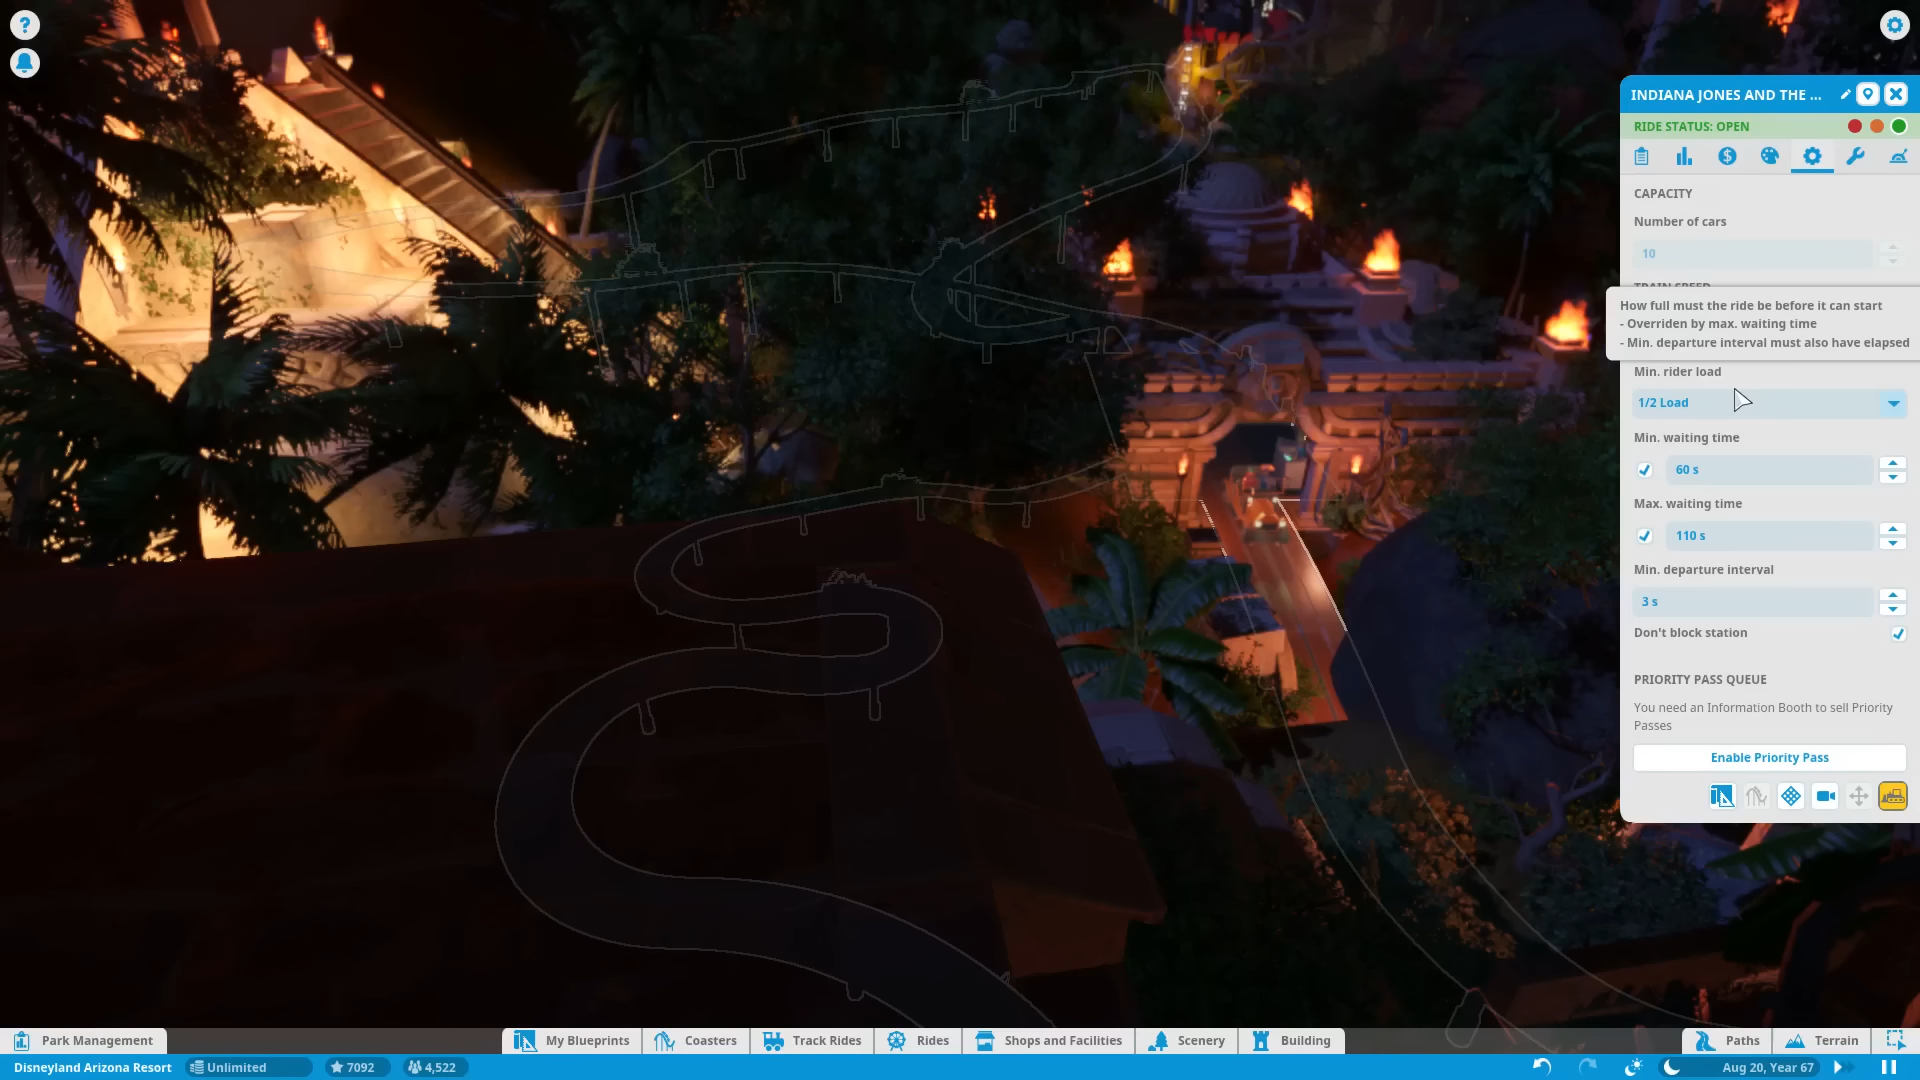 INDIANA JONES AND THE ...
RIDE STATUS: OPEN
CAPACITY
Number of cars
10
How full must the ride be before it can start
- Overriden by max. waiting time
- Min. departure interval must also have elapsed
Min. rider load
1/2 Load
Min. waiting time
60 s
Max. waiting time
110 s
Min. departure interval
3 s
Don't block station
PRIORITY PASS QUEUE
You need an Information Booth to sell Priority
Passes
Enable Priority Pass
Park Management
My Blueprints
Coasters
Track Rides
Rides
Shops and Facilities
Scenery
Building
Paths
Terrain
Disneyland Arizona Resort
Unlimited
7092
4,522
Aug 20, Year 67